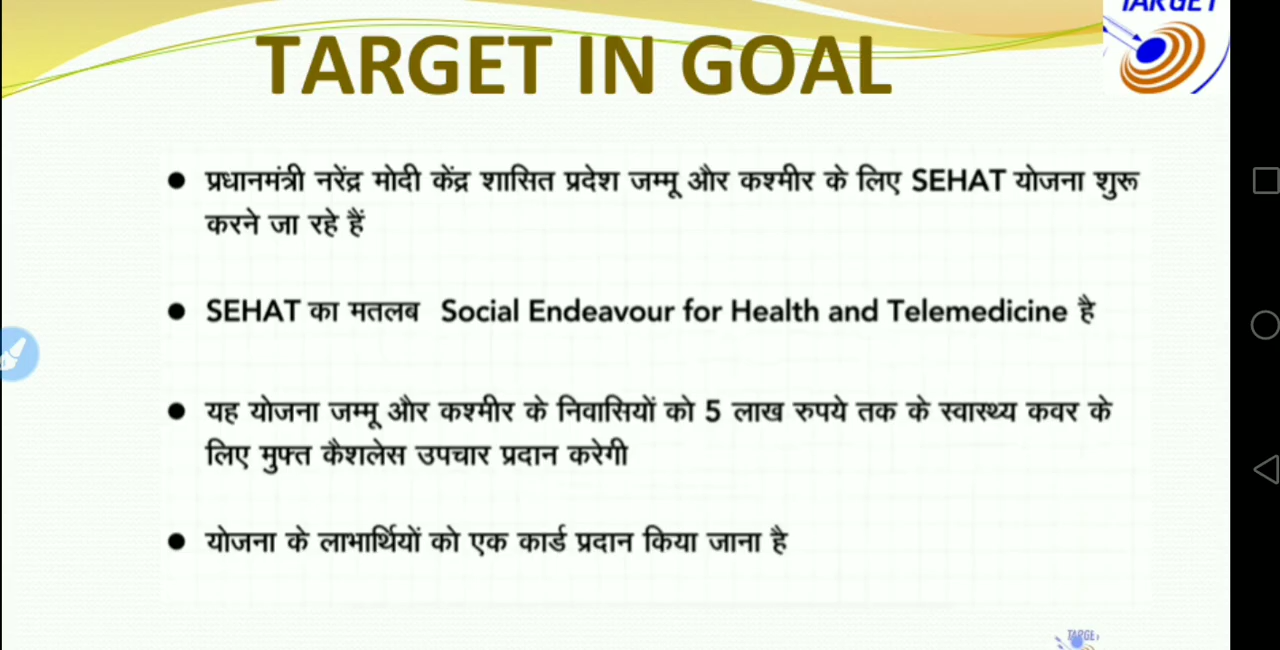 TARGET
TARGET IN GOAL
● प्रधानमंत्री नरेंद्र मोदी केंद्र शासित प्रदेश जम्मू और कश्मीर के लिए SEHAT योजना शुरू
करने जा रहे हैं
● SEHAT का मतलब Social Endeavour for Health and Telemedicine है
● यह योजना जम्मू और कश्मीर के निवासियों को 5 लाख रुपये तक के स्वास्थ्य कवर के
लिए मुफ्त कैशलेस उपचार प्रदान करेगी
● योजना के लाभार्थियों को एक कार्ड प्रदान किया जाना है